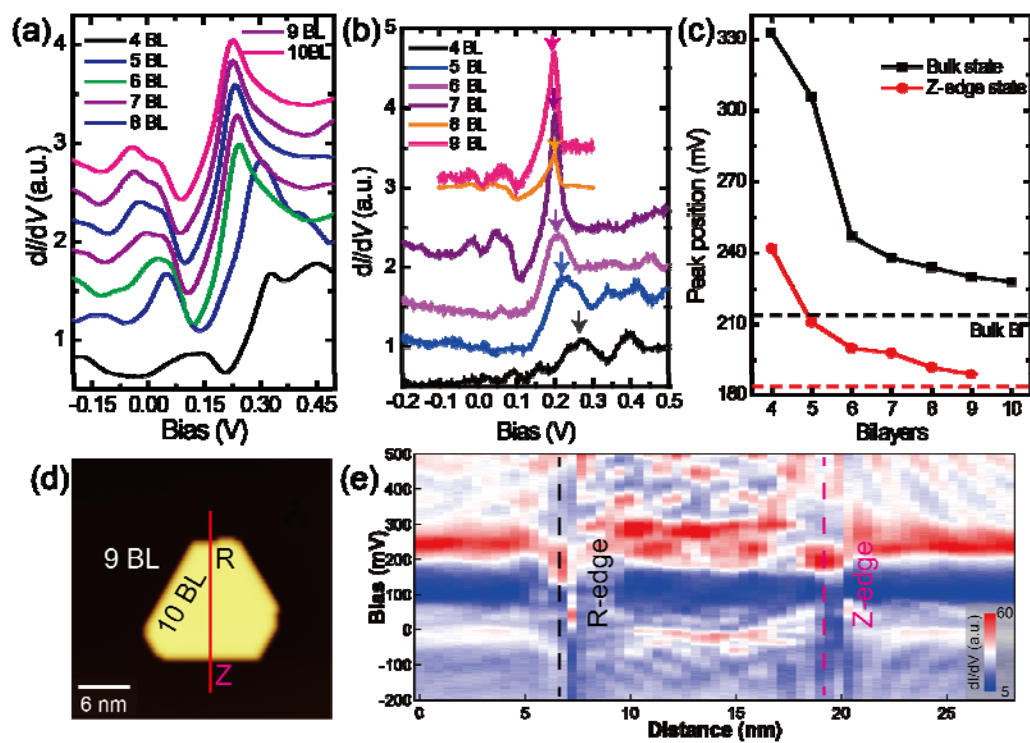 (a)
4
3
2
1
dI/dV (a.u.)
4 BL
5 BL
6 BL
7 BL
8 BL
9 BL
10BL
-0.15 0.00 0.15 0.30 0.45
Bias (V)
(b)
5
4
3
2
1
dI/dV (a.u.)
4 BL
5 BL
6 BL
7 BL
8 BL
9 BL
-0.2 -0.1 0.0 0.1 0.2 0.3 0.4 0.5
Bias (V)
(c)
330
300
270
240
210
180
Peak position (mV)
Bulk state
Z-edge state
Bulk Bi
4 5 6 7 8 9 10
Bilayers
(d)
9 BL
R
10 BL
Z
6 nm
(e)
500
400
300
200
100
0
-100
-200
Bias (mV)
R-edge
Z-edge
60
dI/dV (a.u.)
5
0 5 10 15 20 25
Distance (nm)